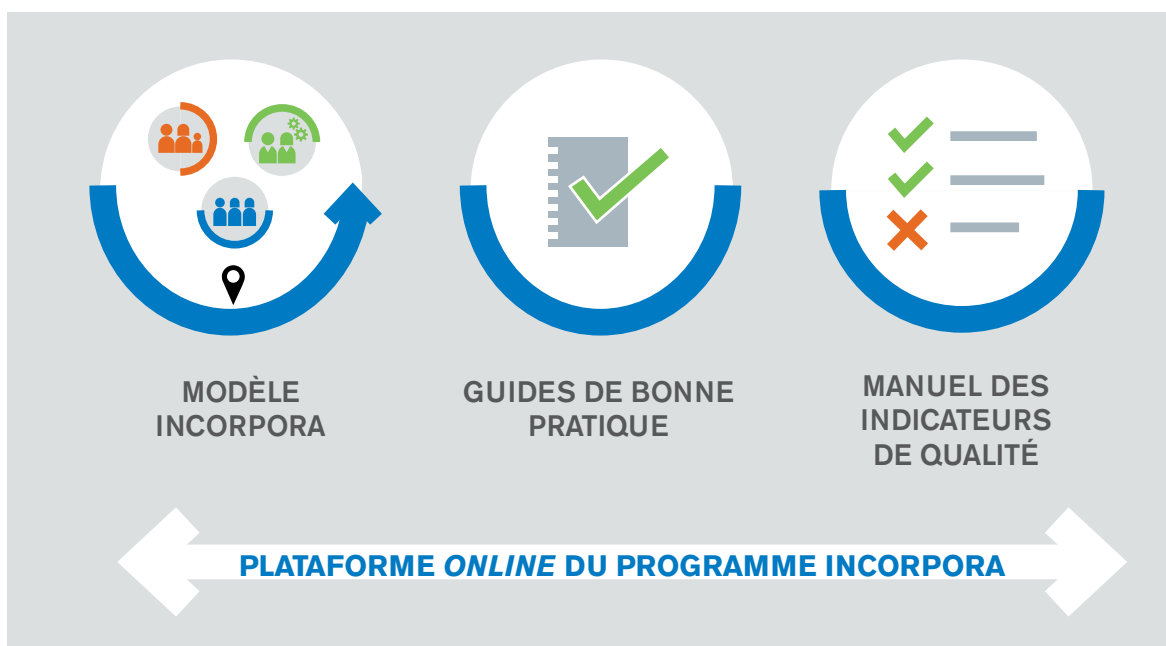 MODÈLE
INCORPORA
GUIDES DE BONNE
PRATIQUE
MANUEL DES
INDICATEURS
DE QUALITÉ
PLATAFORME ONLINE DU PROGRAMME INCORPORA